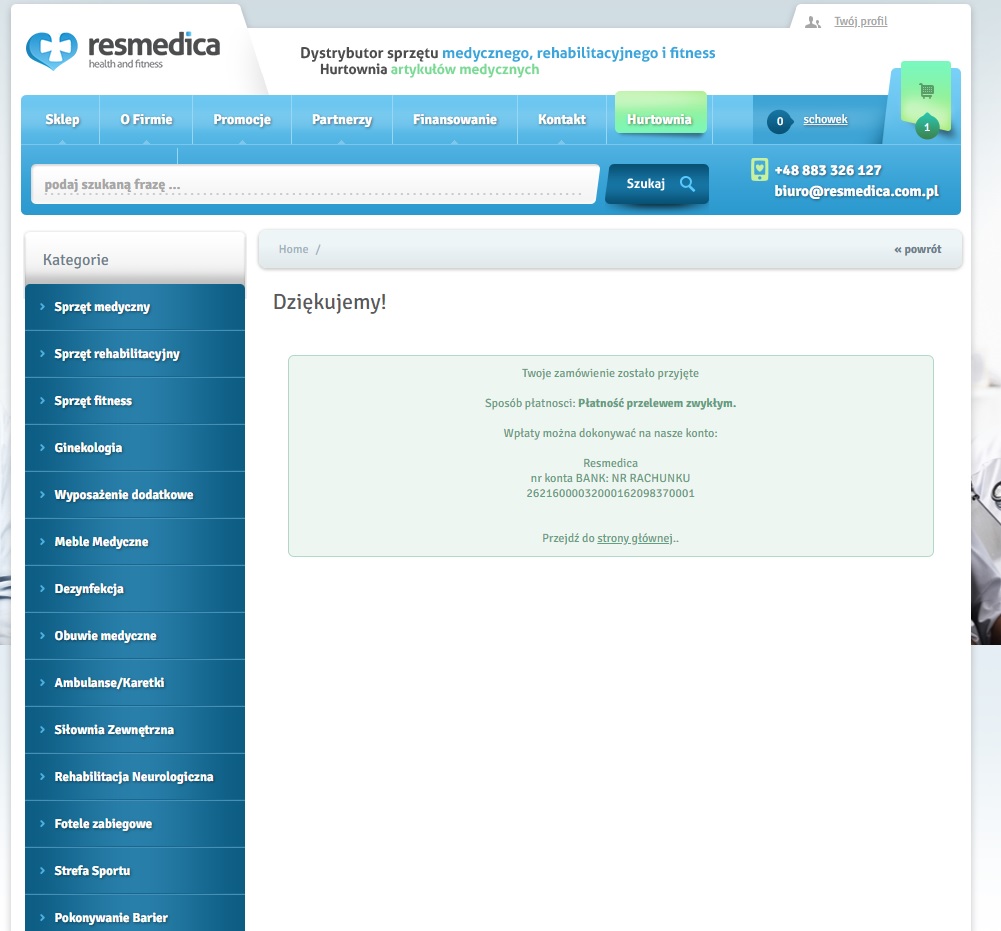 Twój profil
resmedica
health and fitness
Dystrybutor sprzętu medycznego, rehabilitacyjnego i fitness
Hurtownia artykułów medycznych
Sklep
O Firmie
Promocje
Partnerzy
Finansowanie
Kontakt
Hurtownia
0
schowek
1
podaj szukaną frazę ...
Szukaj
+48 883 326 127
biuro@resmedica.com.pl
Kategorie
Home /
« powrót
Sprzęt medyczny
Sprzęt rehabilitacyjny
Sprzęt fitness
Ginekologia
Wyposażenie dodatkowe
Meble Medyczne
Dezynfekcja
Obuwie medyczne
Ambulanse/Karetki
Siłownia Zewnętrzna
Rehabilitacja Neurologiczna
Fotele zabiegowe
Strefa Sportu
Pokonywanie Barier
Dziękujemy!
Twoje zamówienie zostało przyjęte
Sposób płatnosci: Płatność przelewem zwykłym.
Wpłaty można dokonywać na nasze konto:
Resmedica
nr konta BANK: NR RACHUNKU
26216000032000162098370001
Przejdź do strony głównej..